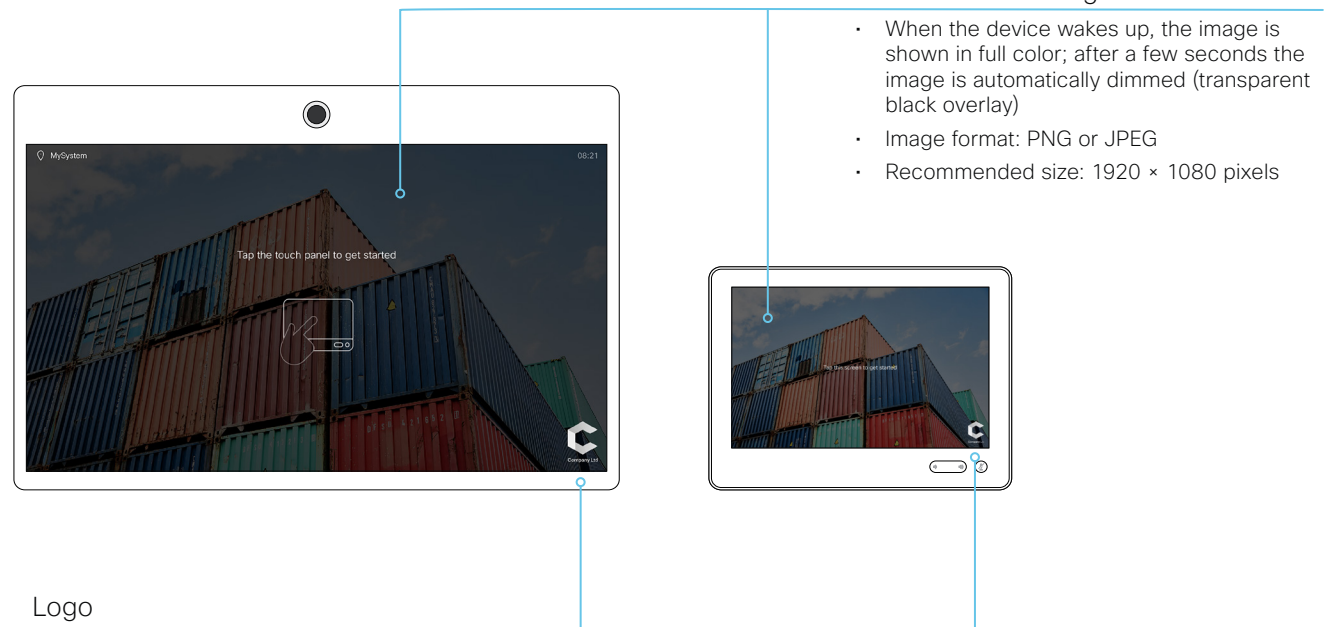 • When the device wakes up, the image is
shown in full color; after a few seconds the
image is automatically dimmed (transparent
black overlay)
• Image format: PNG or JPEG
• Recommended size: 1920 × 1080 pixels
MySystem
08:21
Tap the touch panel to get started
Company Ltd
Tap the screen to get started
Logo